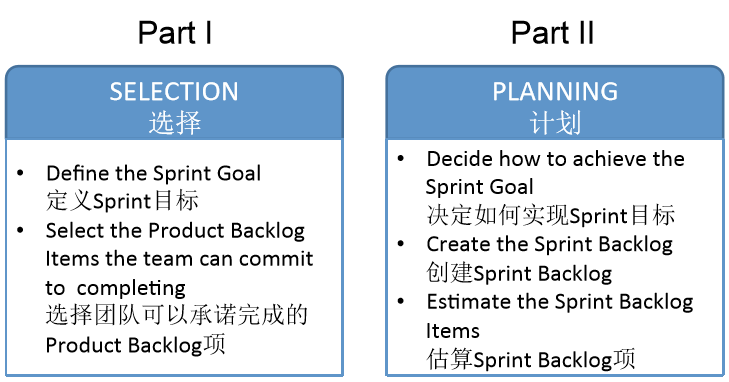 Part I
SELECTION
选择
• Define the Sprint Goal
定义Sprint目标
• Select the Product Backlog
Items the team can commit
to completing
选择团队可以承诺完成的
Product Backlog项
Part II
PLANNING
计划
• Decide how to achieve the
Sprint Goal
决定如何实现Sprint目标
• Create the Sprint Backlog
创建Sprint Backlog
• Estimate the Sprint Backlog
Items
估算Sprint Backlog项